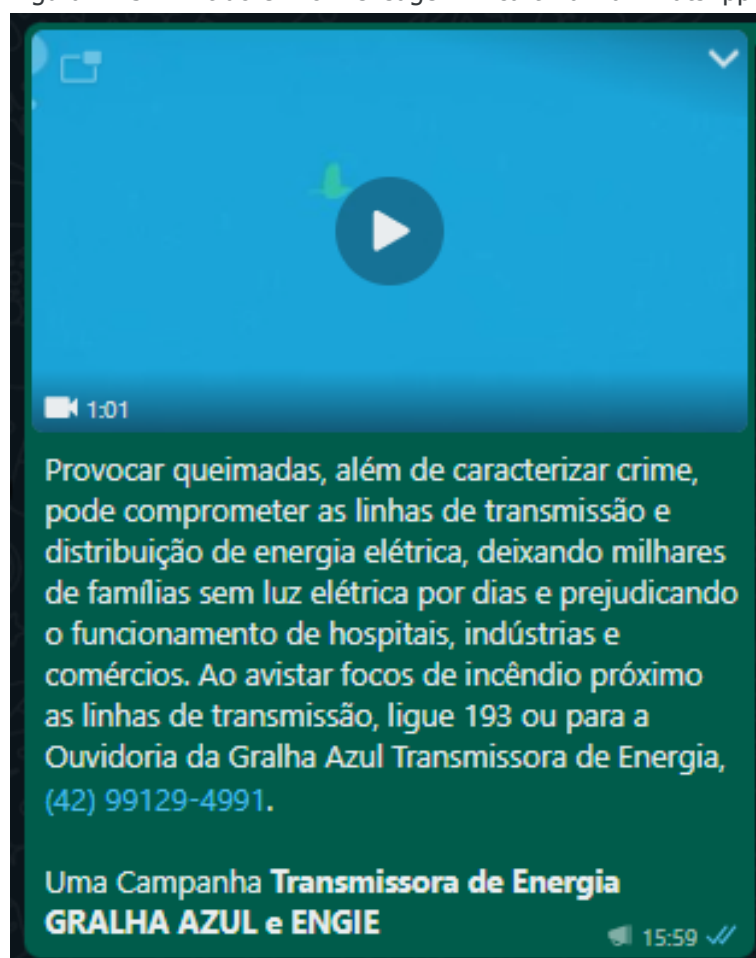 1:01
Provocar queimadas, além de caracterizar crime,
pode comprometer as linhas de transmissão e
distribuição de energia elétrica, deixando milhares
de famílias sem luz elétrica por dias e prejudicando
o funcionamento de hospitais, indústrias e
comércios. Ao avistar focos de incêndio próximo
as linhas de transmissão, ligue 193 ou para a
Ouvidoria da Gralha Azul Transmissora de Energia,
(42) 99129-4991.
Uma Campanha Transmissora de Energia
GRALHA AZUL e ENGIE
15:59